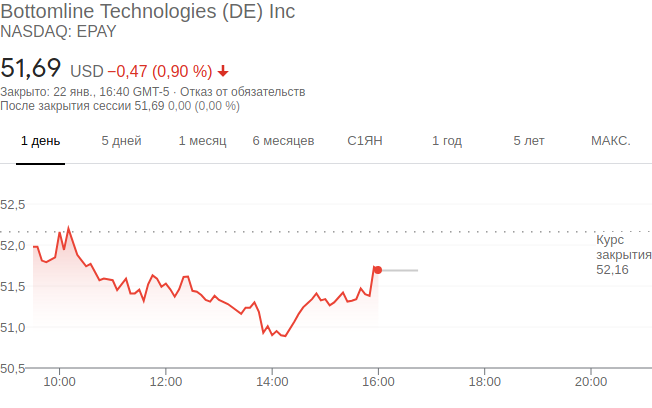 Bottomline Technologies (DE) Inc
NASDAQ: EPAY
51,69 USD −0,47 (0,90 %)
Закрыто: 22 янв., 16:40 GMT-5 · Отказ от обязательств
После закрытия сессии 51,69 0,00 (0,00 %)
1 день 5 дней 1 месяц 6 месяцев С1ЯН 1 год 5 лет МАКС.
52,5
52,0
51,5
51,0
50,5
Курс
закрытия
52,16
10:00 12:00 14:00 16:00 18:00 20:00